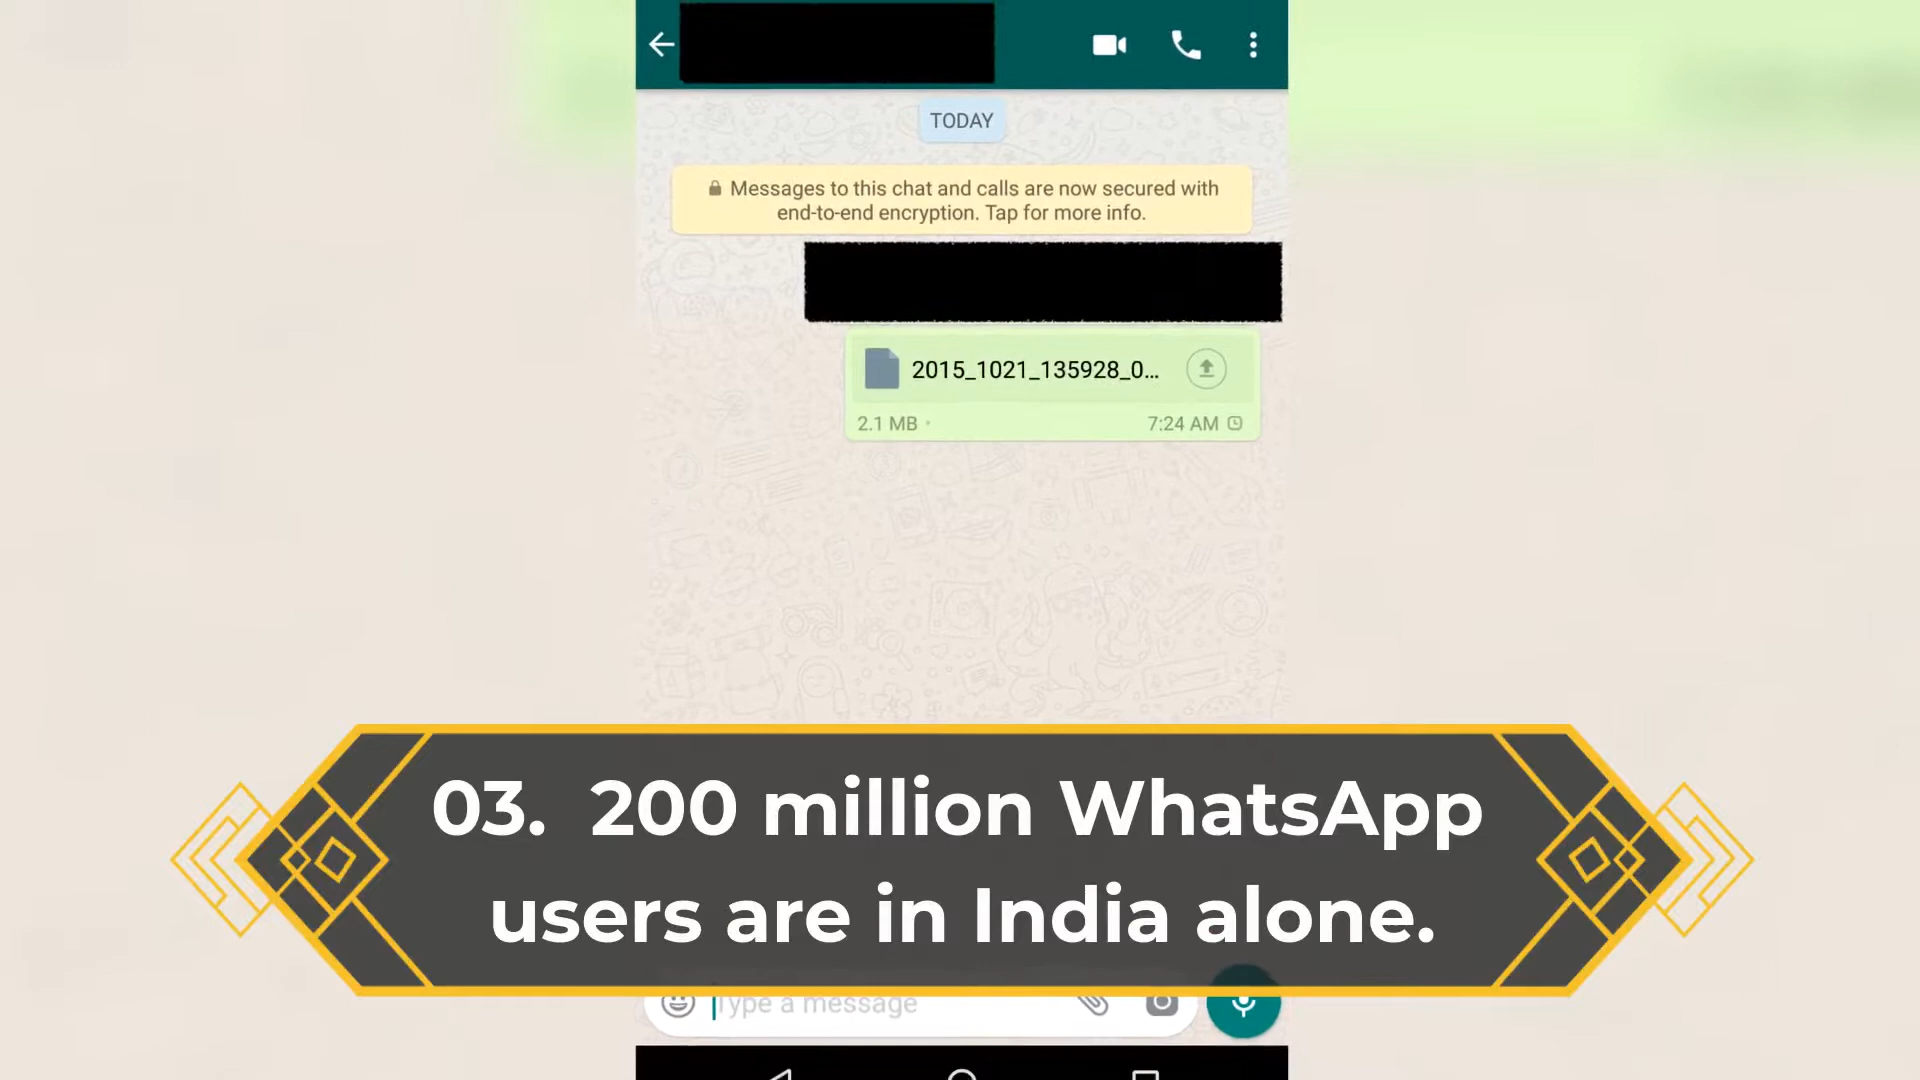 TODAY
Messages to this chat and calls are now secured with
end-to-end encryption. Tap for more info.
2015_1021_135928_0...
2.1 MB
7:24 AM
03. 200 million WhatsApp
users are in India alone.
Type a message